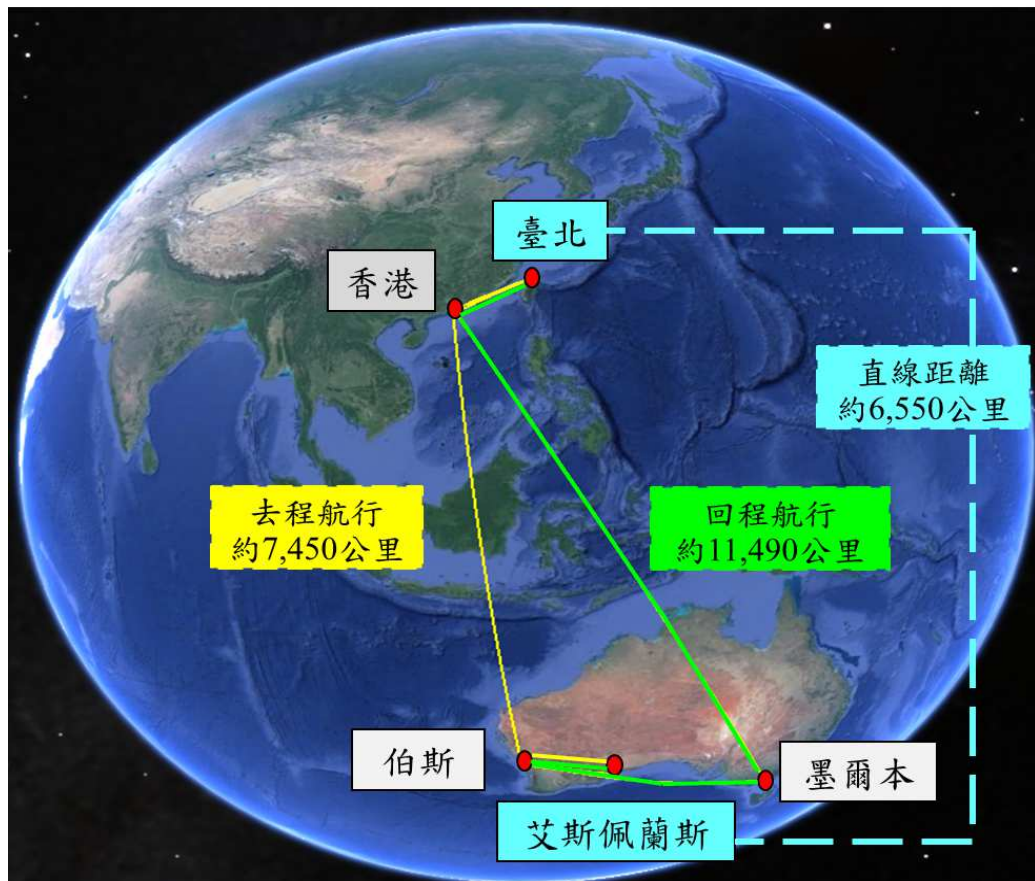 臺北
香港
直線距離
約6,550公里
去程航行
約7,450公里
回程航行
約11,490公里
伯斯
墨爾本
艾斯佩蘭斯